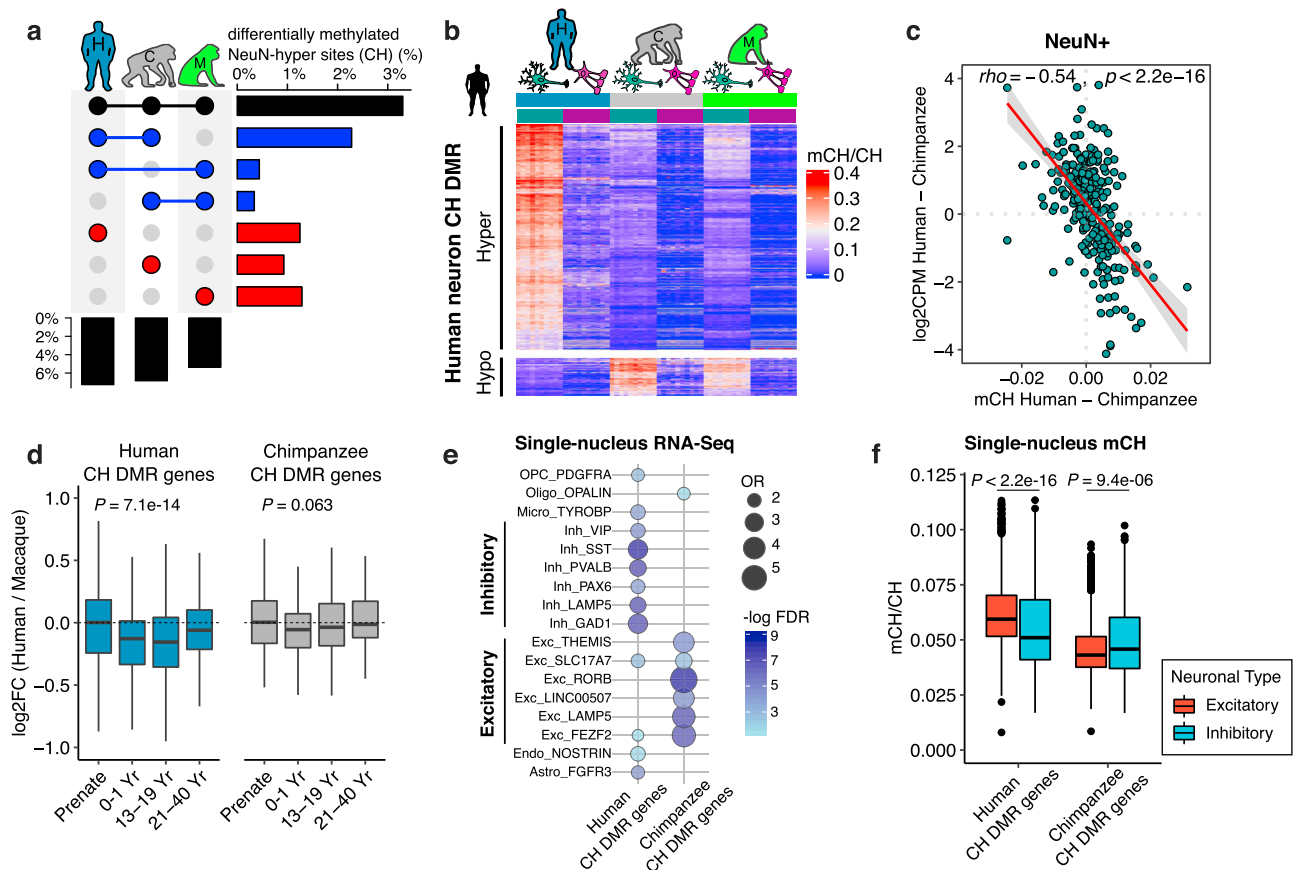 a
differentially methylated
NeuN-hyper sites (CH) (%)
0% 1% 2% 3%
H C M
0%
2%
4%
6%
b
H C M
Human neuron CH DMR
Hyper
Hypo
mCH/CH
0.4
0.3
0.2
0.1
0
c
NeuN+
rho = −0.54 , p < 2.2e−16
log2CPM Human − Chimpanzee
4
2
0
−2
−4
−0.02 0.00 0.02
mCH Human − Chimpanzee
d
Human
CH DMR genes
Chimpanzee
CH DMR genes
P = 7.1e-14
P = 0.063
log2FC (Human / Macaque)
1.0
0.5
0.0
−0.5
−1.0
Prenate 0-1 Yr 13−19 Yr 21−40 Yr
Prenate 0-1 Yr 13−19 Yr 21−40 Yr
e
Single-nucleus RNA-Seq
OPC_PDGFRA
Oligo_OPALIN
Micro_TYROBP
Inhibitory
Inh_VIP
Inh_SST
Inh_PVALB
Inh_PAX6
Inh_LAMP5
Inh_GAD1
Excitatory
Exc_THEMIS
Exc_SLC17A7
Exc_RORB
Exc_LINC00507
Exc_LAMP5
Exc_FEZF2
Endo_NOSTRIN
Astro_FGFR3
Human
CH DMR genes
Chimpanzee
CH DMR genes
OR
2
3
4
5
-log FDR
9
7
5
3
f
Single-nucleus mCH
P < 2.2e-16
P = 9.4e-06
mCH/CH
0.125
0.100
0.075
0.050
0.025
0.000
Human
CH DMR genes
Chimpanzee
CH DMR genes
Neuronal Type
Excitatory
Inhibitory